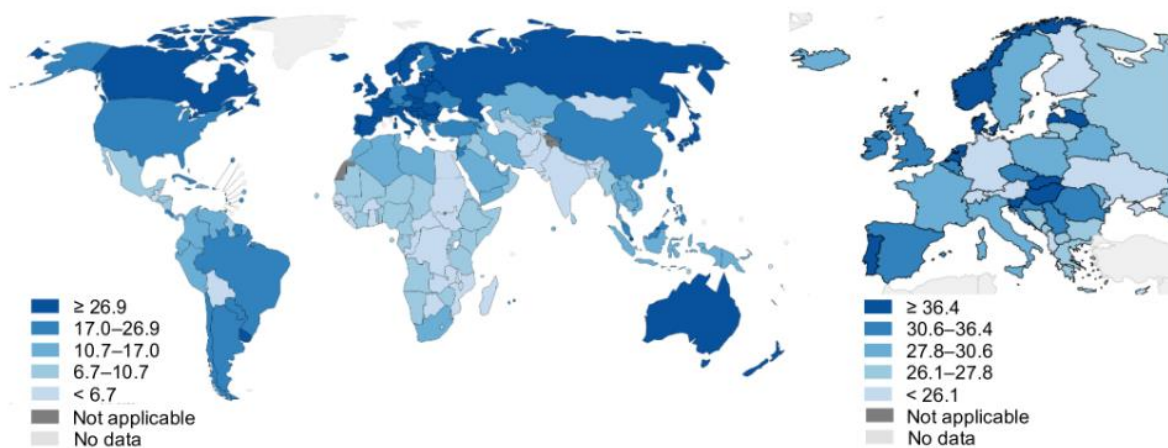 ≥ 26.9
17.0–26.9
10.7–17.0
6.7–10.7
< 6.7
Not applicable
No data
≥ 36.4
30.6–36.4
27.8–30.6
26.1–27.8
< 26.1
Not applicable
No data